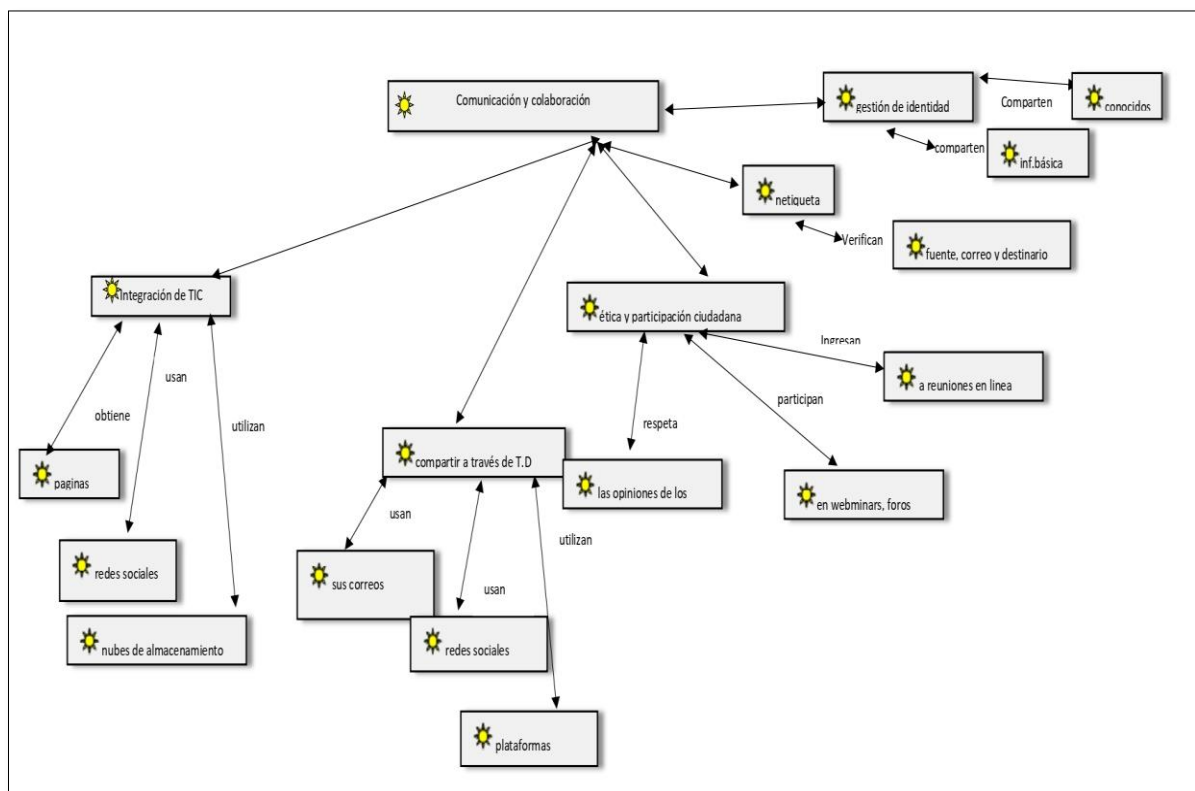 Comunicación y colaboración
gestión de identidad
Comparten
conocidos
comparten
inf.básica
netiqueta
Verifican
fuente, correo y destinario
Integración de TIC
ética y participación ciudadana
Ingresan
a reuniones en línea
usan
obtiene
utilizan
participan
respeta
paginas
compartir a través de T.D
las opiniones de los
en webminars, foros
usan
utilizan
redes sociales
sus correos
usan
nubes de almacenamiento
redes sociales
plataformas